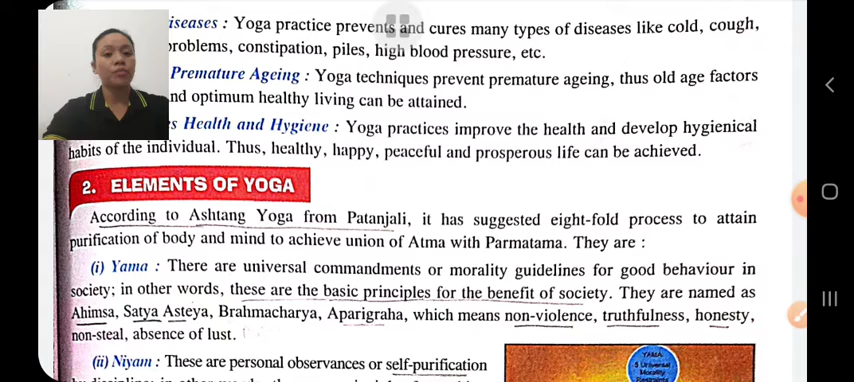 iseases : Yoga practice prevents and cures many types of diseases like cold, cough,
problems, constipation, piles, high blood pressure, etc.
Premature Ageing : Yoga techniques prevent premature ageing, thus old age factors
nd optimum healthy living can be attained.
s Health and Hygiene : Yoga practices improve the health and develop hygienical
habits of the individual. Thus, healthy, happy, peaceful and prosperous life can be achieved.
2. ELEMENTS OF YOGA
According to Ashtang Yoga from Patanjali, it has suggested eight-fold process to attain
purification of body and mind to achieve union of Atma with Parmatama. They are :
(i) Yama : There are universal commandments or morality guidelines for good behaviour in
society; in other words, these are the basic principles for the benefit of society. They are named as
Ahimsa, Satya Asteya, Brahmacharya, Aparigraha, which means non-violence, truthfulness, honesty,
non-steal, absence of lust.
(ii) Niyam : These are personal observances or self-purification
YAMA
5 Universal
Morality
Restraints